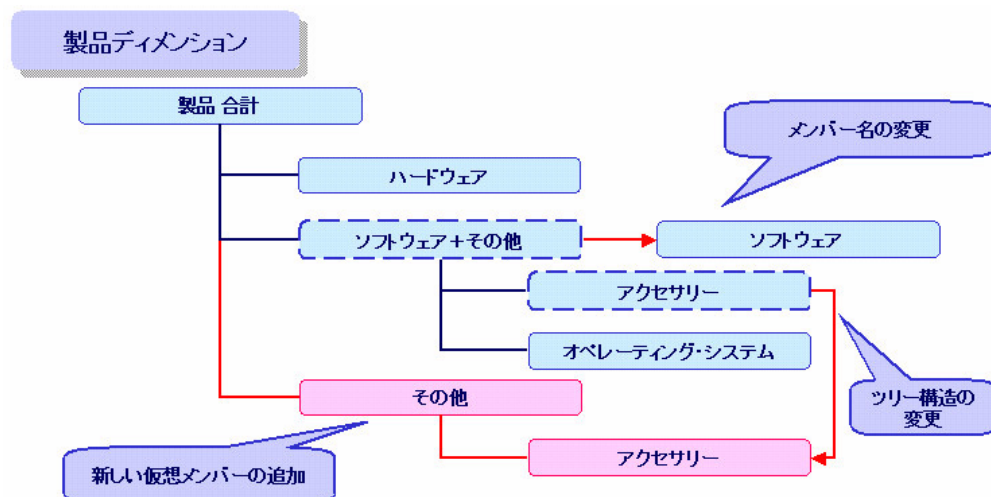 製品ディメンション
製品 合計
メンバー名の変更
ハードウェア
ソフトウェア+その他
ソフトウェア
アクセサリー
オペレーティング・システム
その他
ツリー構造の
変更
アクセサリー
新しい仮想メンバーの追加